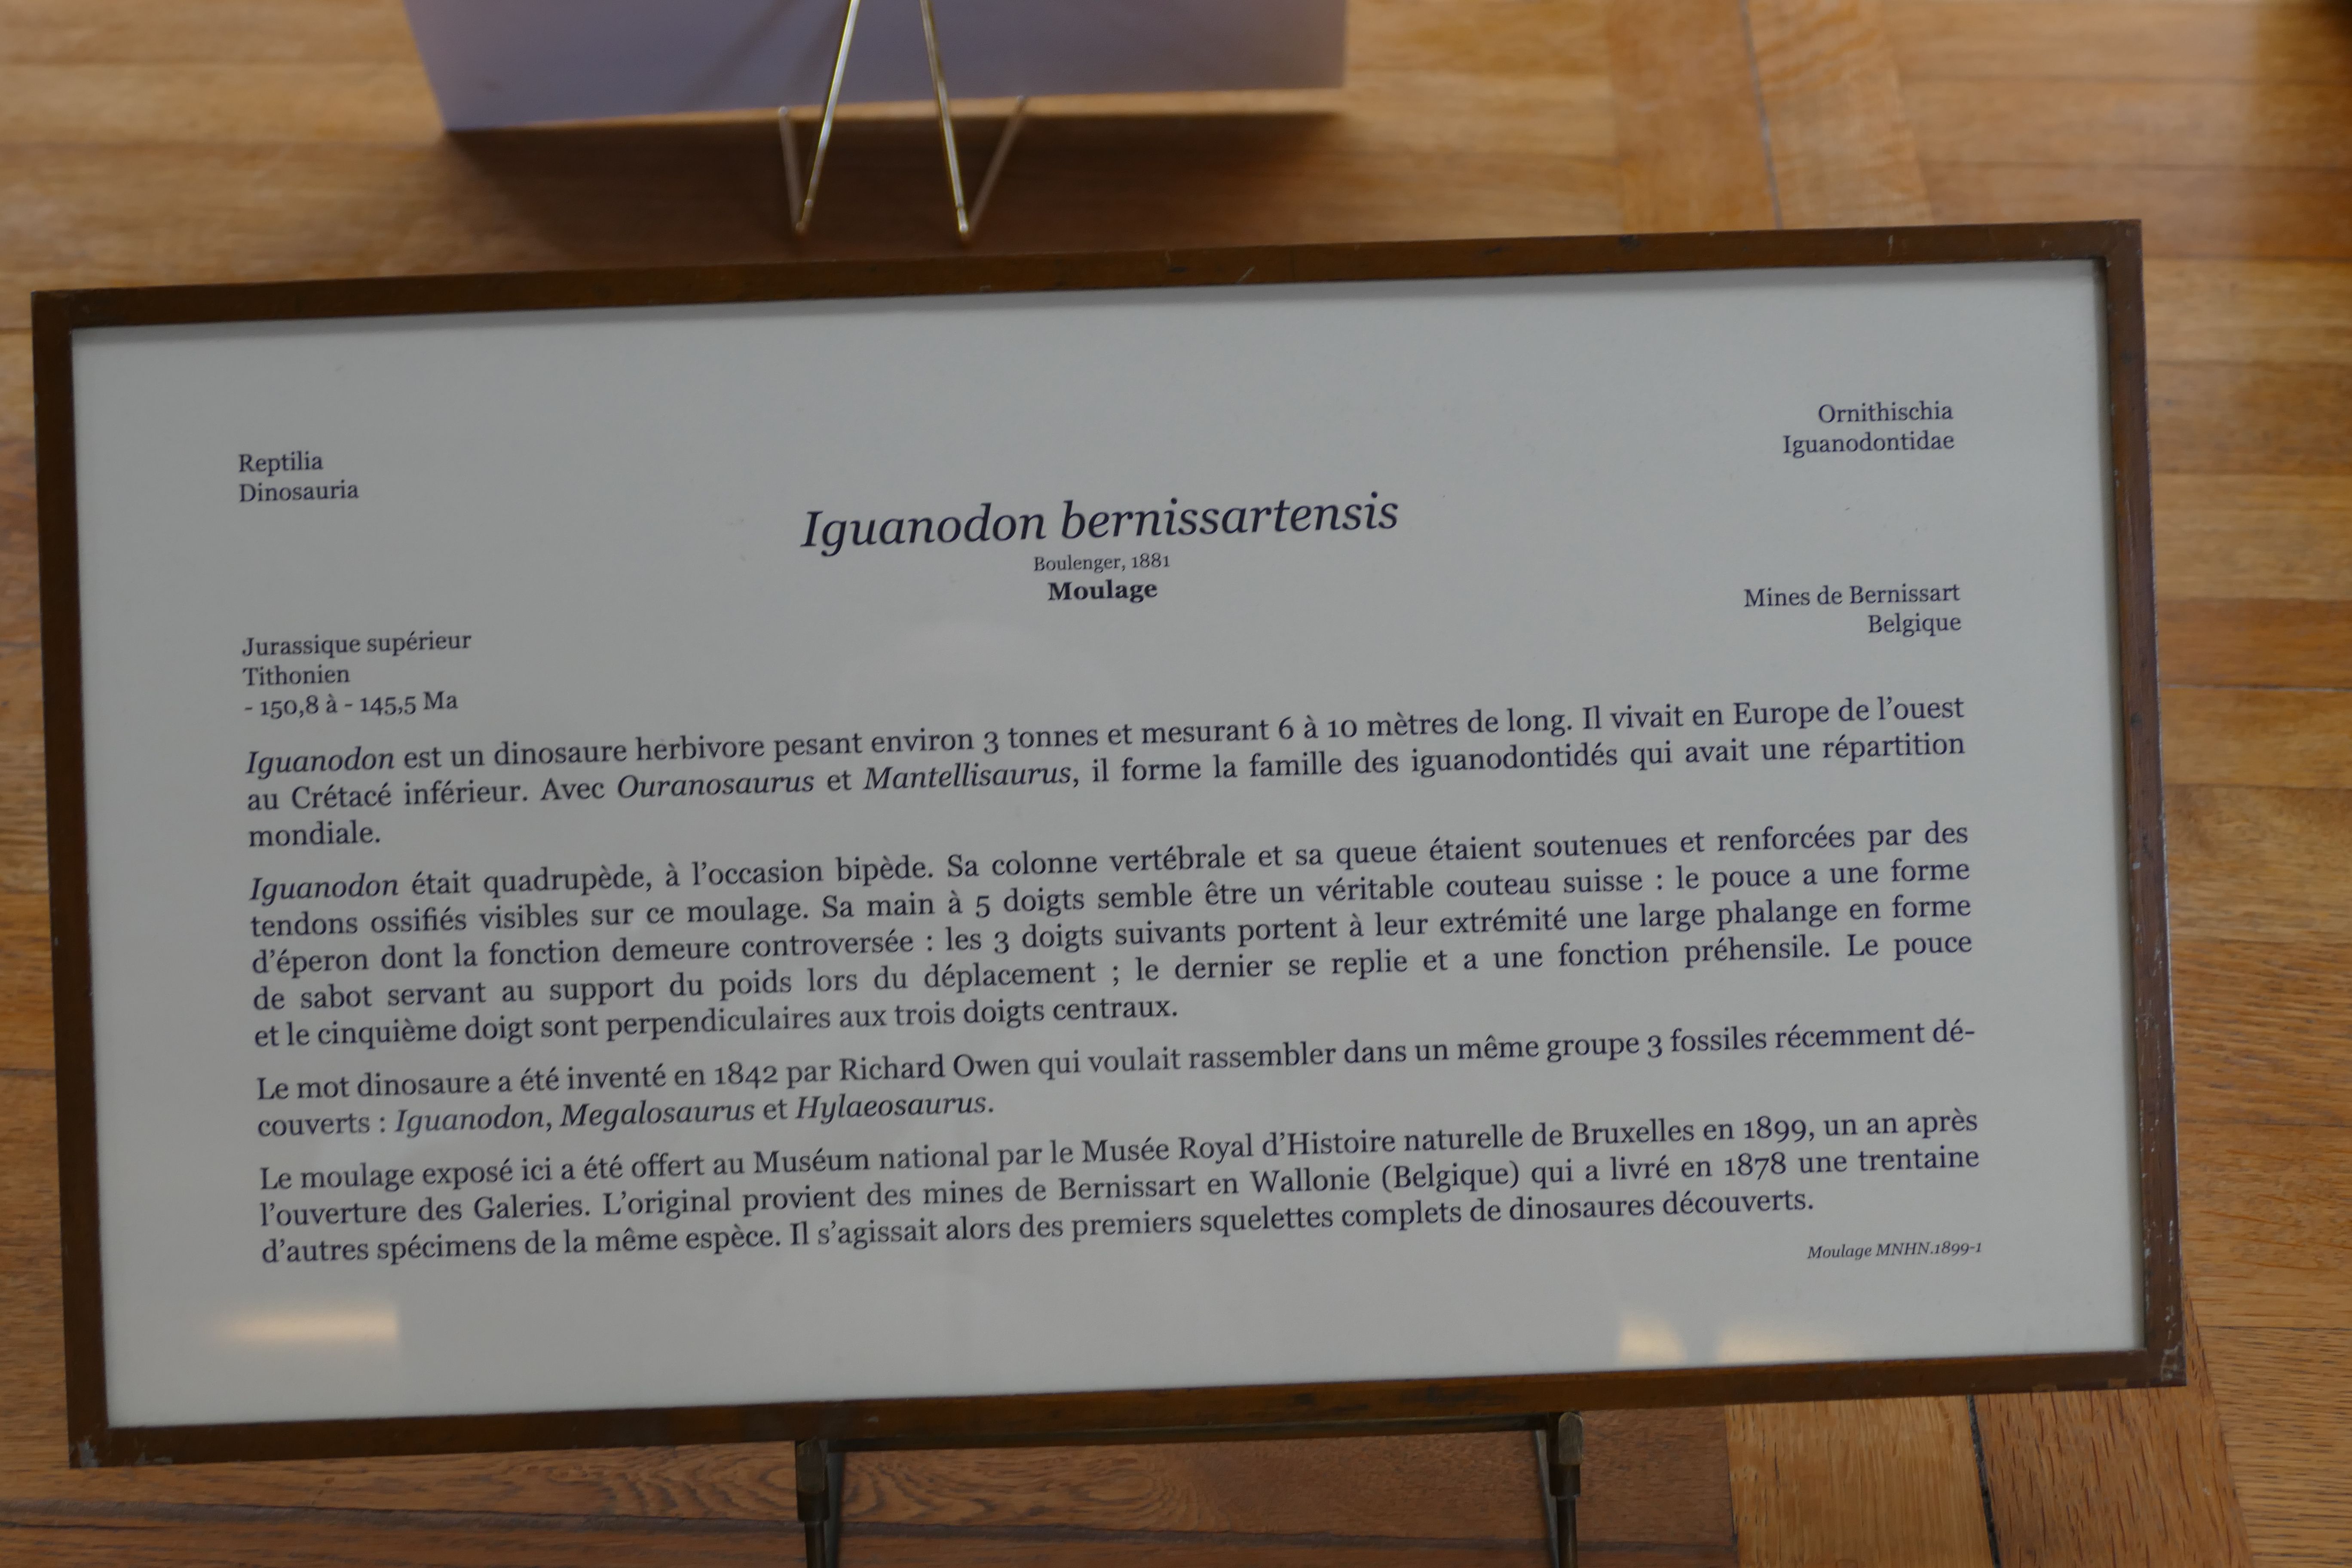 Reptilia
Dinosauria
Ornithischia
Iguanodontidae
Iguanodon bernissartensis
Boulenger, 1881
Moulage
Jurassique supérieur
Tithonien
- 150,8 à - 145,5 Ma
Mines de Bernissart
Belgique
Iguanodon est un dinosaure herbivore pesant environ 3 tonnes et mesurant 6 à 10 mètres de long. Il vivait en Europe de l’ouest
au Crétacé inférieur. Avec Ouranosaurus et Mantellisaurus, il forme la famille des iguanodontidés qui avait une répartition
mondiale.
Iguanodon était quadrupède, à l’occasion bipède. Sa colonne vertébrale et sa queue étaient soutenues et renforcées par des
tendons ossifiés visibles sur ce moulage. Sa main à 5 doigts semble être un véritable couteau suisse : le pouce a une forme
d’éperon dont la fonction demeure controversée : les 3 doigts suivants portent à leur extrémité une large phalange en forme
de sabot servant au support du poids lors du déplacement ; le dernier se replie et a une fonction préhensile. Le pouce
et le cinquième doigt sont perpendiculaires aux trois doigts centraux.
Le mot dinosaure a été inventé en 1842 par Richard Owen qui voulait rassembler dans un même groupe 3 fossiles récemment dé-
couverts : Iguanodon, Megalosaurus et Hylaeosaurus.
Le moulage exposé ici a été offert au Muséum national par le Musée Royal d’Histoire naturelle de Bruxelles en 1899, un an après
l’ouverture des Galeries. L’original provient des mines de Bernissart en Wallonie (Belgique) qui a livré en 1878 une trentaine
d’autres spécimens de la même espèce. Il s’agissait alors des premiers squelettes complets de dinosaures découverts.
Moulage MNHN.1899-1